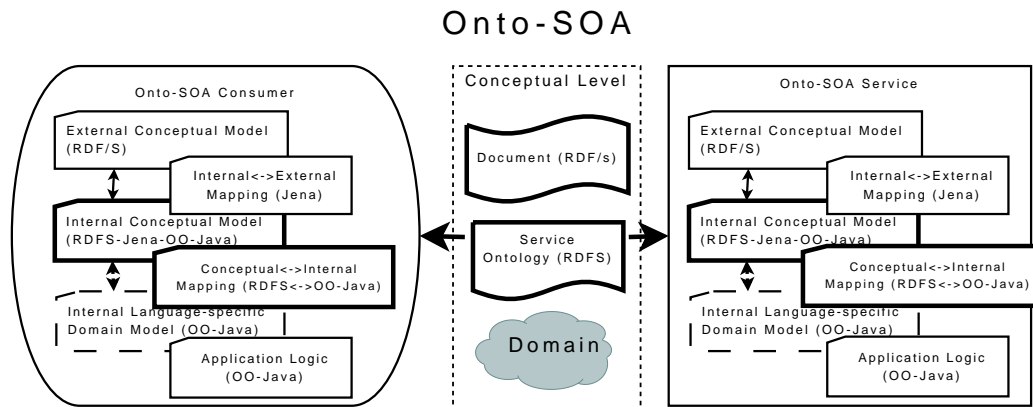 Onto-SOA
Onto-SOA Consumer
External Conceptual Model
(RDF/S)
Internal<->External
Mapping (Jena)
Internal Conceptual Model
(RDFS-Jena-OO-Java)
Conceptual<->Internal
Mapping (RDFS<->OO-Java)
Internal Language-specific
Domain Model (OO-Java)
Application Logic
(OO-Java)
Conceptual Level
Document (RDF/s)
Service
Ontology (RDFS)
Domain
Onto-SOA Service
External Conceptual Model
(RDF/S)
Internal<->External
Mapping (Jena)
Internal Conceptual Model
(RDFS-Jena-OO-Java)
Conceptual<->Internal
Mapping (RDFS<->OO-Java)
Internal Language-specific
Domain Model (OO-Java)
Application Logic
(OO-Java)